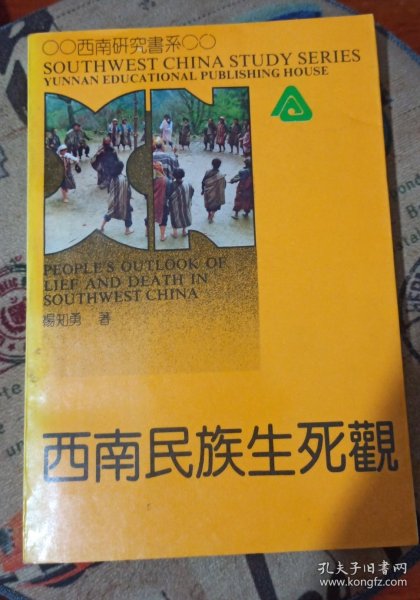 ○○西南研究書系○○
SOUTHWEST CHINA STUDY SERIES
YUNNAN EDUCATIONAL PUBLISHING HOUSE
PEOPLE'S OUTLOOK OF
LIEF AND DEATH IN
SOUTHWEST CHINA
楊知勇 著
西南民族生死觀
孔夫子旧书网
www.kongfz.com